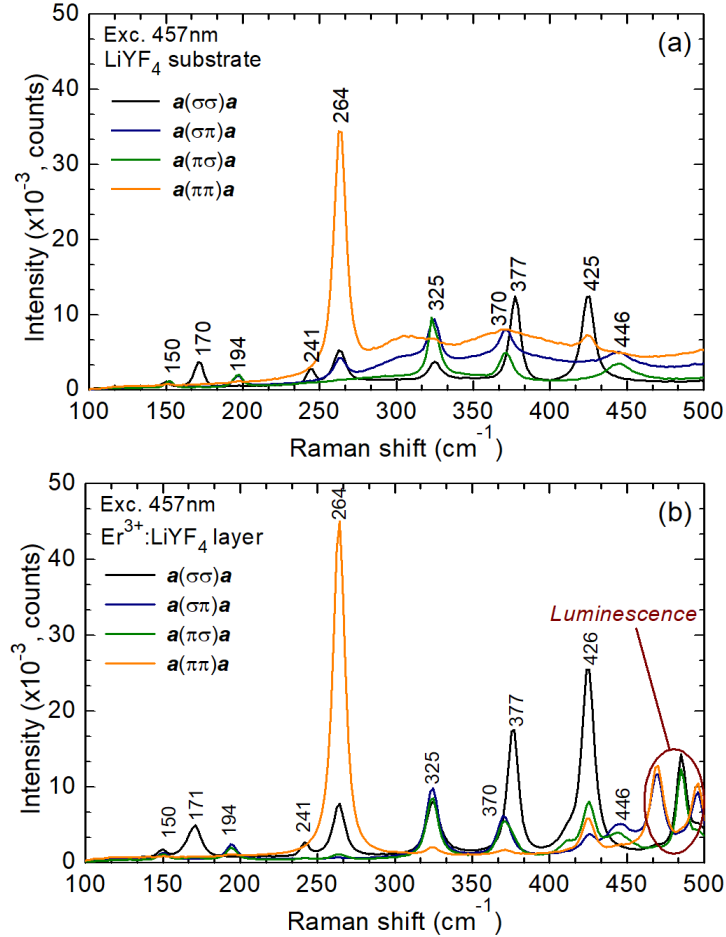 50
40
30
20
10
0
Intensity (x10⁻³, counts)
Exc. 457nm
LiYF₄ substrate
(a)
a(σσ)a
a(σπ)a
a(πσ)a
a(ππ)a
150
170
194
241
264
325
370
377
425
446
100 150 200 250 300 350 400 450 500
Raman shift (cm⁻¹)
50
40
30
20
10
0
Intensity (x10⁻³, counts)
Exc. 457nm
Er³⁺:LiYF₄ layer
(b)
a(σσ)a
a(σπ)a
a(πσ)a
a(ππ)a
Luminescence
150
171
194
241
264
325
370
377
426
446
100 150 200 250 300 350 400 450 500
Raman shift (cm⁻¹)